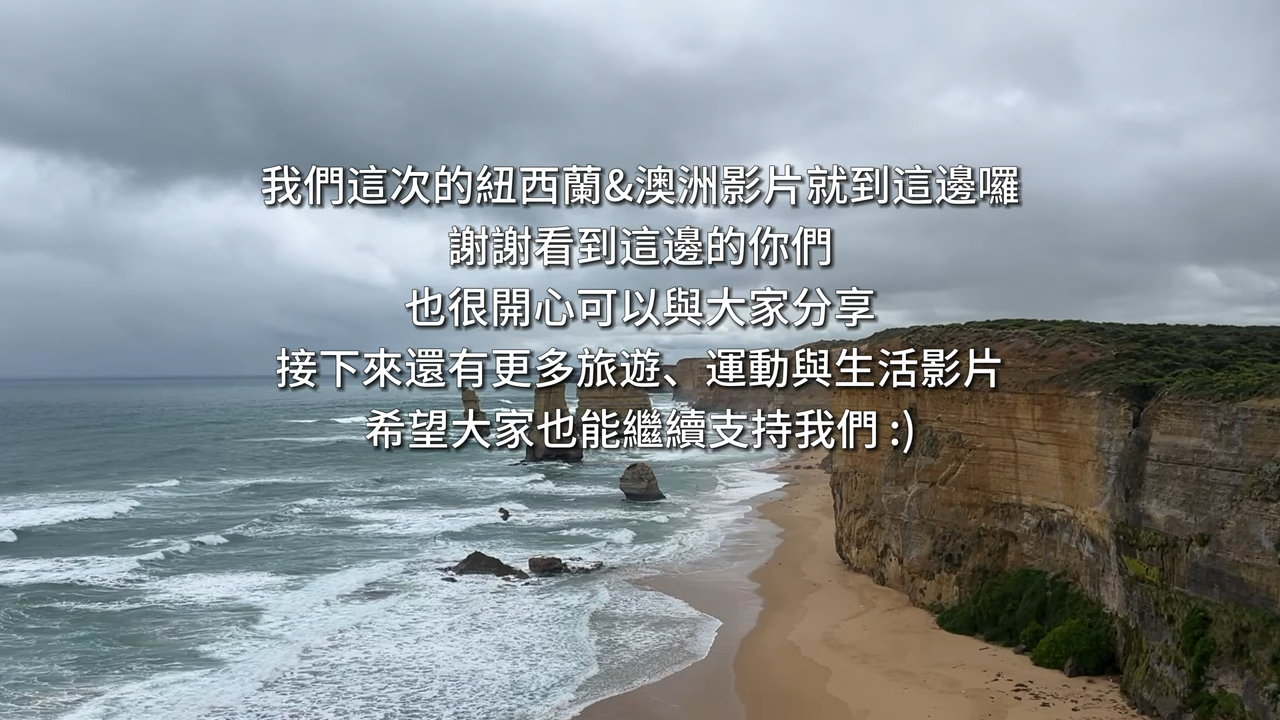 我們這次的紐西蘭&澳洲影片就到這邊囉
謝謝看到這邊的你們
也很開心可以與大家分享
接下來還有更多旅遊、運動與生活影片
希望大家也能繼續支持我們 :)